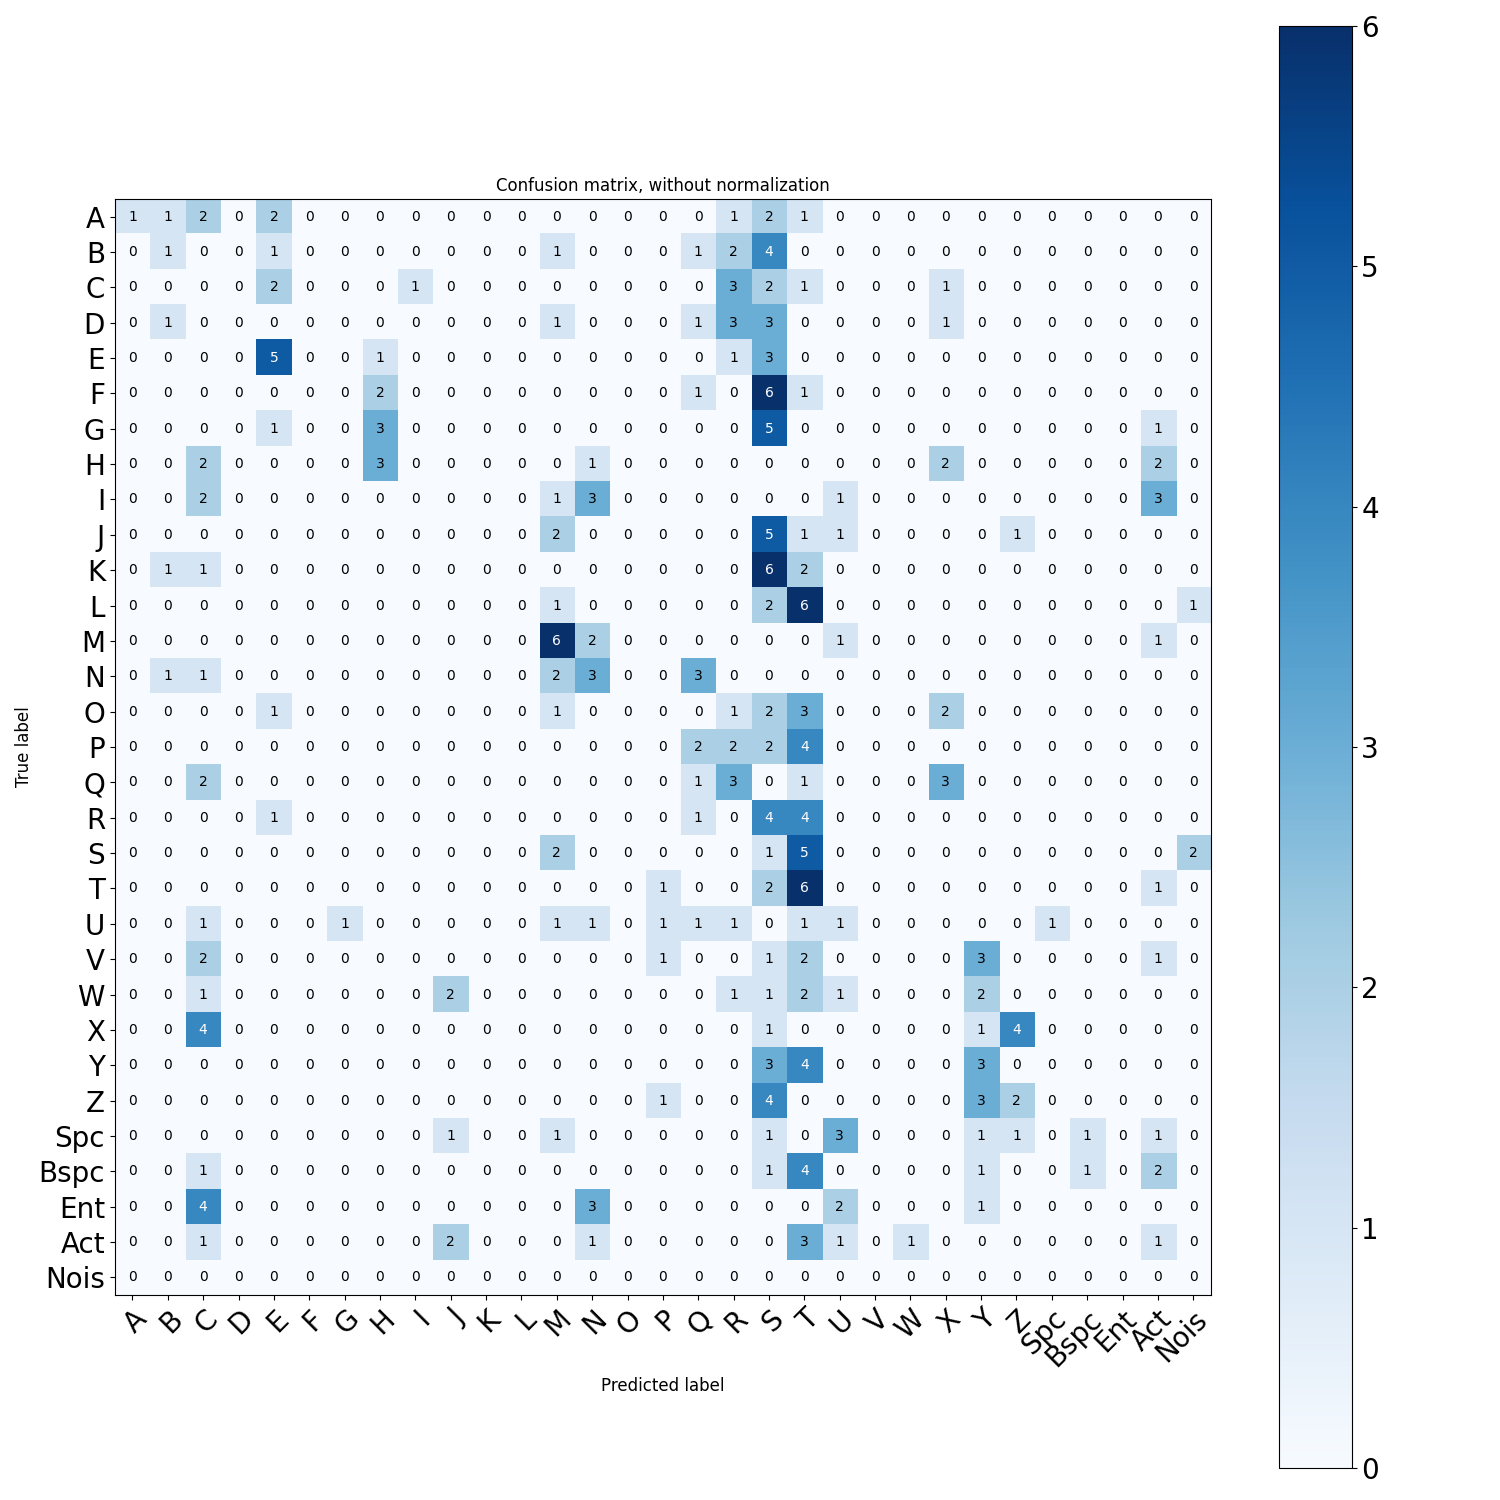 Confusion matrix, without normalization
True label
A 1 1 2 0 2 0 0 0 0 0 0 0 0 0 0 0 0 1 2 1 0 0 0 0 0 0 0 0 0 0 0
B 0 1 0 0 1 0 0 0 0 0 0 0 1 0 0 0 1 2 4 0 0 0 0 0 0 0 0 0 0 0 0
C 0 0 0 0 2 0 0 0 1 0 0 0 0 0 0 0 0 3 2 1 0 0 0 1 0 0 0 0 0 0 0
D 0 1 0 0 0 0 0 0 0 0 0 0 1 0 0 0 1 3 3 0 0 0 0 1 0 0 0 0 0 0 0
E 0 0 0 0 5 0 0 1 0 0 0 0 0 0 0 0 0 1 3 0 0 0 0 0 0 0 0 0 0 0 0
F 0 0 0 0 0 0 0 2 0 0 0 0 0 0 0 0 1 0 6 1 0 0 0 0 0 0 0 0 0 0 0
G 0 0 0 0 1 0 0 3 0 0 0 0 0 0 0 0 0 0 5 0 0 0 0 0 0 0 0 0 0 1 0
H 0 0 2 0 0 0 0 3 0 0 0 0 0 1 0 0 0 0 0 0 0 0 0 2 0 0 0 0 0 2 0
I 0 0 2 0 0 0 0 0 0 0 0 0 1 3 0 0 0 0 0 0 1 0 0 0 0 0 0 0 0 3 0
J 0 0 0 0 0 0 0 0 0 0 0 0 2 0 0 0 0 0 5 1 1 0 0 0 0 1 0 0 0 0 0
K 0 1 1 0 0 0 0 0 0 0 0 0 0 0 0 0 0 0 6 2 0 0 0 0 0 0 0 0 0 0 0
L 0 0 0 0 0 0 0 0 0 0 0 0 1 0 0 0 0 0 2 6 0 0 0 0 0 0 0 0 0 0 1
M 0 0 0 0 0 0 0 0 0 0 0 0 6 2 0 0 0 0 0 0 1 0 0 0 0 0 0 0 0 1 0
N 0 1 1 0 0 0 0 0 0 0 0 0 2 3 0 0 3 0 0 0 0 0 0 0 0 0 0 0 0 0 0
O 0 0 0 0 1 0 0 0 0 0 0 0 1 0 0 0 0 1 2 3 0 0 0 2 0 0 0 0 0 0 0
P 0 0 0 0 0 0 0 0 0 0 0 0 0 0 0 0 2 2 2 4 0 0 0 0 0 0 0 0 0 0 0
Q 0 0 2 0 0 0 0 0 0 0 0 0 0 0 0 0 1 3 0 1 0 0 0 3 0 0 0 0 0 0 0
R 0 0 0 0 1 0 0 0 0 0 0 0 0 0 0 0 1 0 4 4 0 0 0 0 0 0 0 0 0 0 0
S 0 0 0 0 0 0 0 0 0 0 0 0 2 0 0 0 0 0 1 5 0 0 0 0 0 0 0 0 0 0 2
T 0 0 0 0 0 0 0 0 0 0 0 0 0 0 0 1 0 0 2 6 0 0 0 0 0 0 0 0 0 1 0
U 0 0 1 0 0 0 1 0 0 0 0 0 1 1 0 1 1 1 0 1 1 0 0 0 0 0 1 0 0 0 0
V 0 0 2 0 0 0 0 0 0 0 0 0 0 0 0 1 0 0 1 2 0 0 0 0 3 0 0 0 0 1 0
W 0 0 1 0 0 0 0 0 0 2 0 0 0 0 0 0 0 1 1 2 1 0 0 0 2 0 0 0 0 0 0
X 0 0 4 0 0 0 0 0 0 0 0 0 0 0 0 0 0 0 1 0 0 0 0 0 1 4 0 0 0 0 0
Y 0 0 0 0 0 0 0 0 0 0 0 0 0 0 0 0 0 0 3 4 0 0 0 0 3 0 0 0 0 0 0
Z 0 0 0 0 0 0 0 0 0 0 0 0 0 0 0 1 0 0 4 0 0 0 0 0 3 2 0 0 0 0 0
Spc 0 0 0 0 0 0 0 0 0 1 0 0 1 0 0 0 0 0 1 0 3 0 0 0 1 1 0 1 0 1 0
Bspc 0 0 1 0 0 0 0 0 0 0 0 0 0 0 0 0 0 0 1 4 0 0 0 0 1 0 0 1 0 2 0
Ent 0 0 4 0 0 0 0 0 0 0 0 0 0 3 0 0 0 0 0 0 2 0 0 0 1 0 0 0 0 0 0
Act 0 0 1 0 0 0 0 0 0 2 0 0 0 1 0 0 0 0 0 3 1 0 1 0 0 0 0 0 0 1 0
Nois 0 0 0 0 0 0 0 0 0 0 0 0 0 0 0 0 0 0 0 0 0 0 0 0 0 0 0 0 0 0 0
A B C D E F G H I J K L M N O P Q R S T U V W X Y Z Spc Bspc Ent Act Nois
Predicted label
6
5
4
3
2
1
0